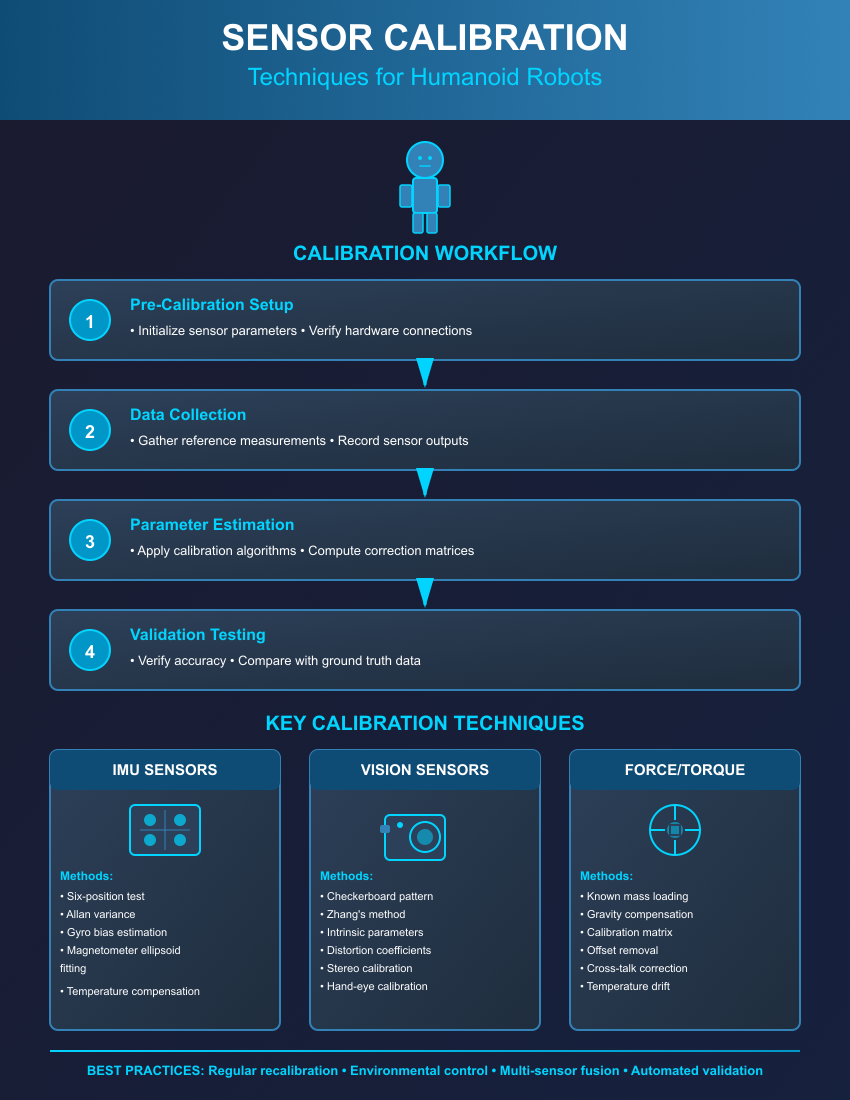 SENSOR CALIBRATION
Techniques for Humanoid Robots
CALIBRATION WORKFLOW
1
Pre-Calibration Setup
• Initialize sensor parameters • Verify hardware connections
2
Data Collection
• Gather reference measurements • Record sensor outputs
3
Parameter Estimation
• Apply calibration algorithms • Compute correction matrices
4
Validation Testing
• Verify accuracy • Compare with ground truth data
KEY CALIBRATION TECHNIQUES
IMU SENSORS
Methods:
• Six-position test
• Allan variance
• Gyro bias estimation
• Magnetometer ellipsoid
fitting
• Temperature compensation
VISION SENSORS
Methods:
• Checkerboard pattern
• Zhang's method
• Intrinsic parameters
• Distortion coefficients
• Stereo calibration
• Hand-eye calibration
FORCE/TORQUE
Methods:
• Known mass loading
• Gravity compensation
• Calibration matrix
• Offset removal
• Cross-talk correction
• Temperature drift
BEST PRACTICES: Regular recalibration • Environmental control • Multi-sensor fusion • Automated validation